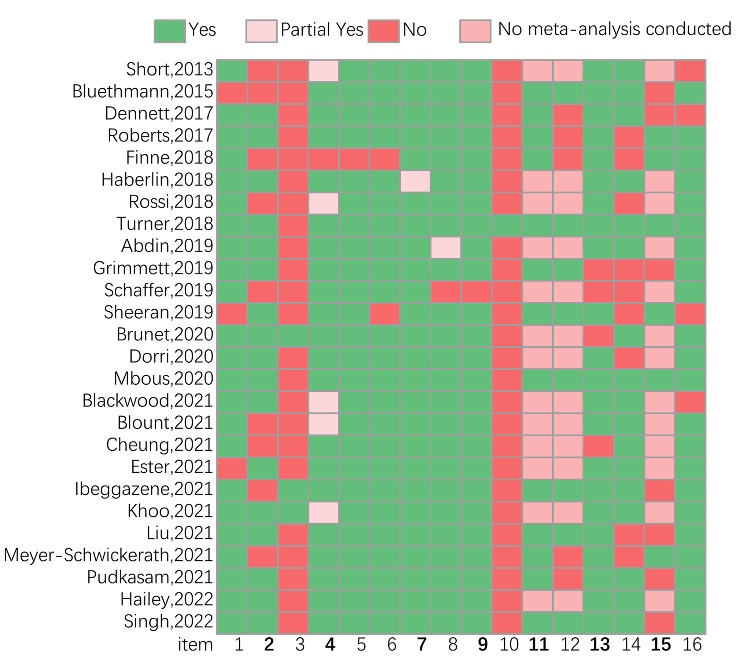 Yes Partial Yes No No meta-analysis conducted
Short,2013
Bluethmann,2015
Dennett,2017
Roberts,2017
Finne,2018
Haberlin,2018
Rossi,2018
Turner,2018
Abdin,2019
Grimmett,2019
Schaffer,2019
Sheeran,2019
Brunet,2020
Dorri,2020
Mbous,2020
Blackwood,2021
Blount,2021
Cheung,2021
Ester,2021
Ibeggazene,2021
Khoo,2021
Liu,2021
Meyer-Schwickerath,2021
Pudkasam,2021
Hailey,2022
Singh,2022
item 1 2 3 4 5 6 7 8 9 10 11 12 13 14 15 16